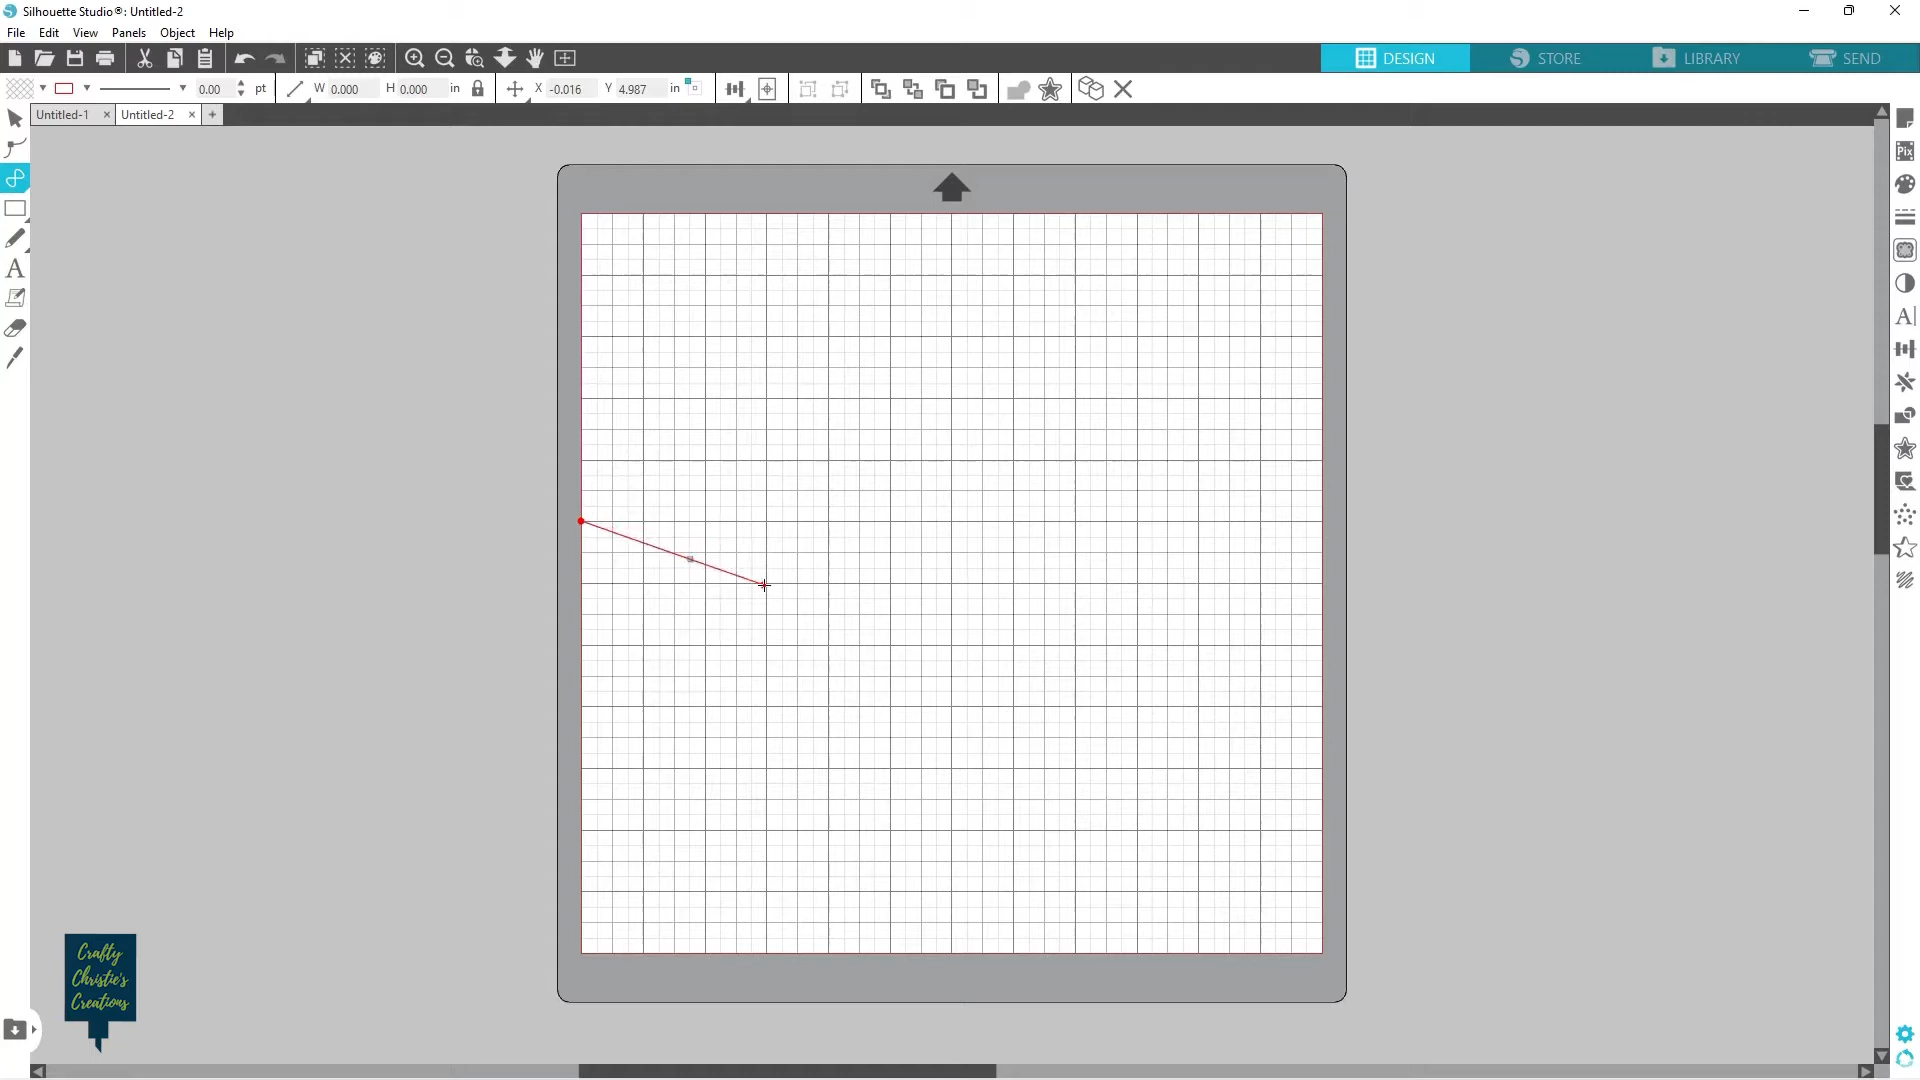 Silhouette Studio®: Untitled-2
File Edit View Panels Object Help
DESIGN STORE LIBRARY SEND
0.00 pt W 0.000 H 0.000 in X -0.016 Y 4.987 in
Untitled-1 × Untitled-2 × +
Pix
A
A
Crafty
Christie's
Creations